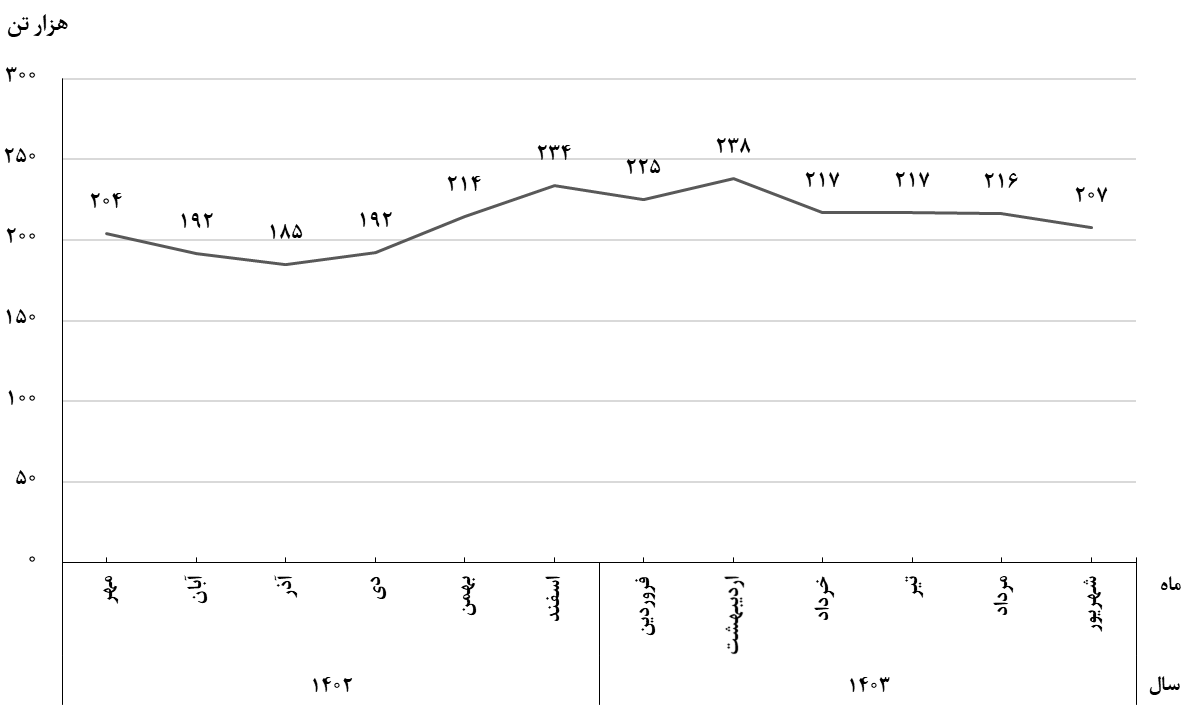 هزار تن
۳۰۰
۲۵۰
۲۰۰
۱۵۰
۱۰۰
۵۰
۰
۲۰۴
۱۹۲
۱۸۵
۱۹۲
۲۱۴
۲۳۴
۲۲۵
۲۳۸
۲۱۷
۲۱۷
۲۱۶
۲۰۷
ماه
مهر
آبان
آذر
دی
بهمن
اسفند
فروردین
اردیبهشت
خرداد
تیر
مرداد
شهریور
سال
۱۴۰۲
۱۴۰۳